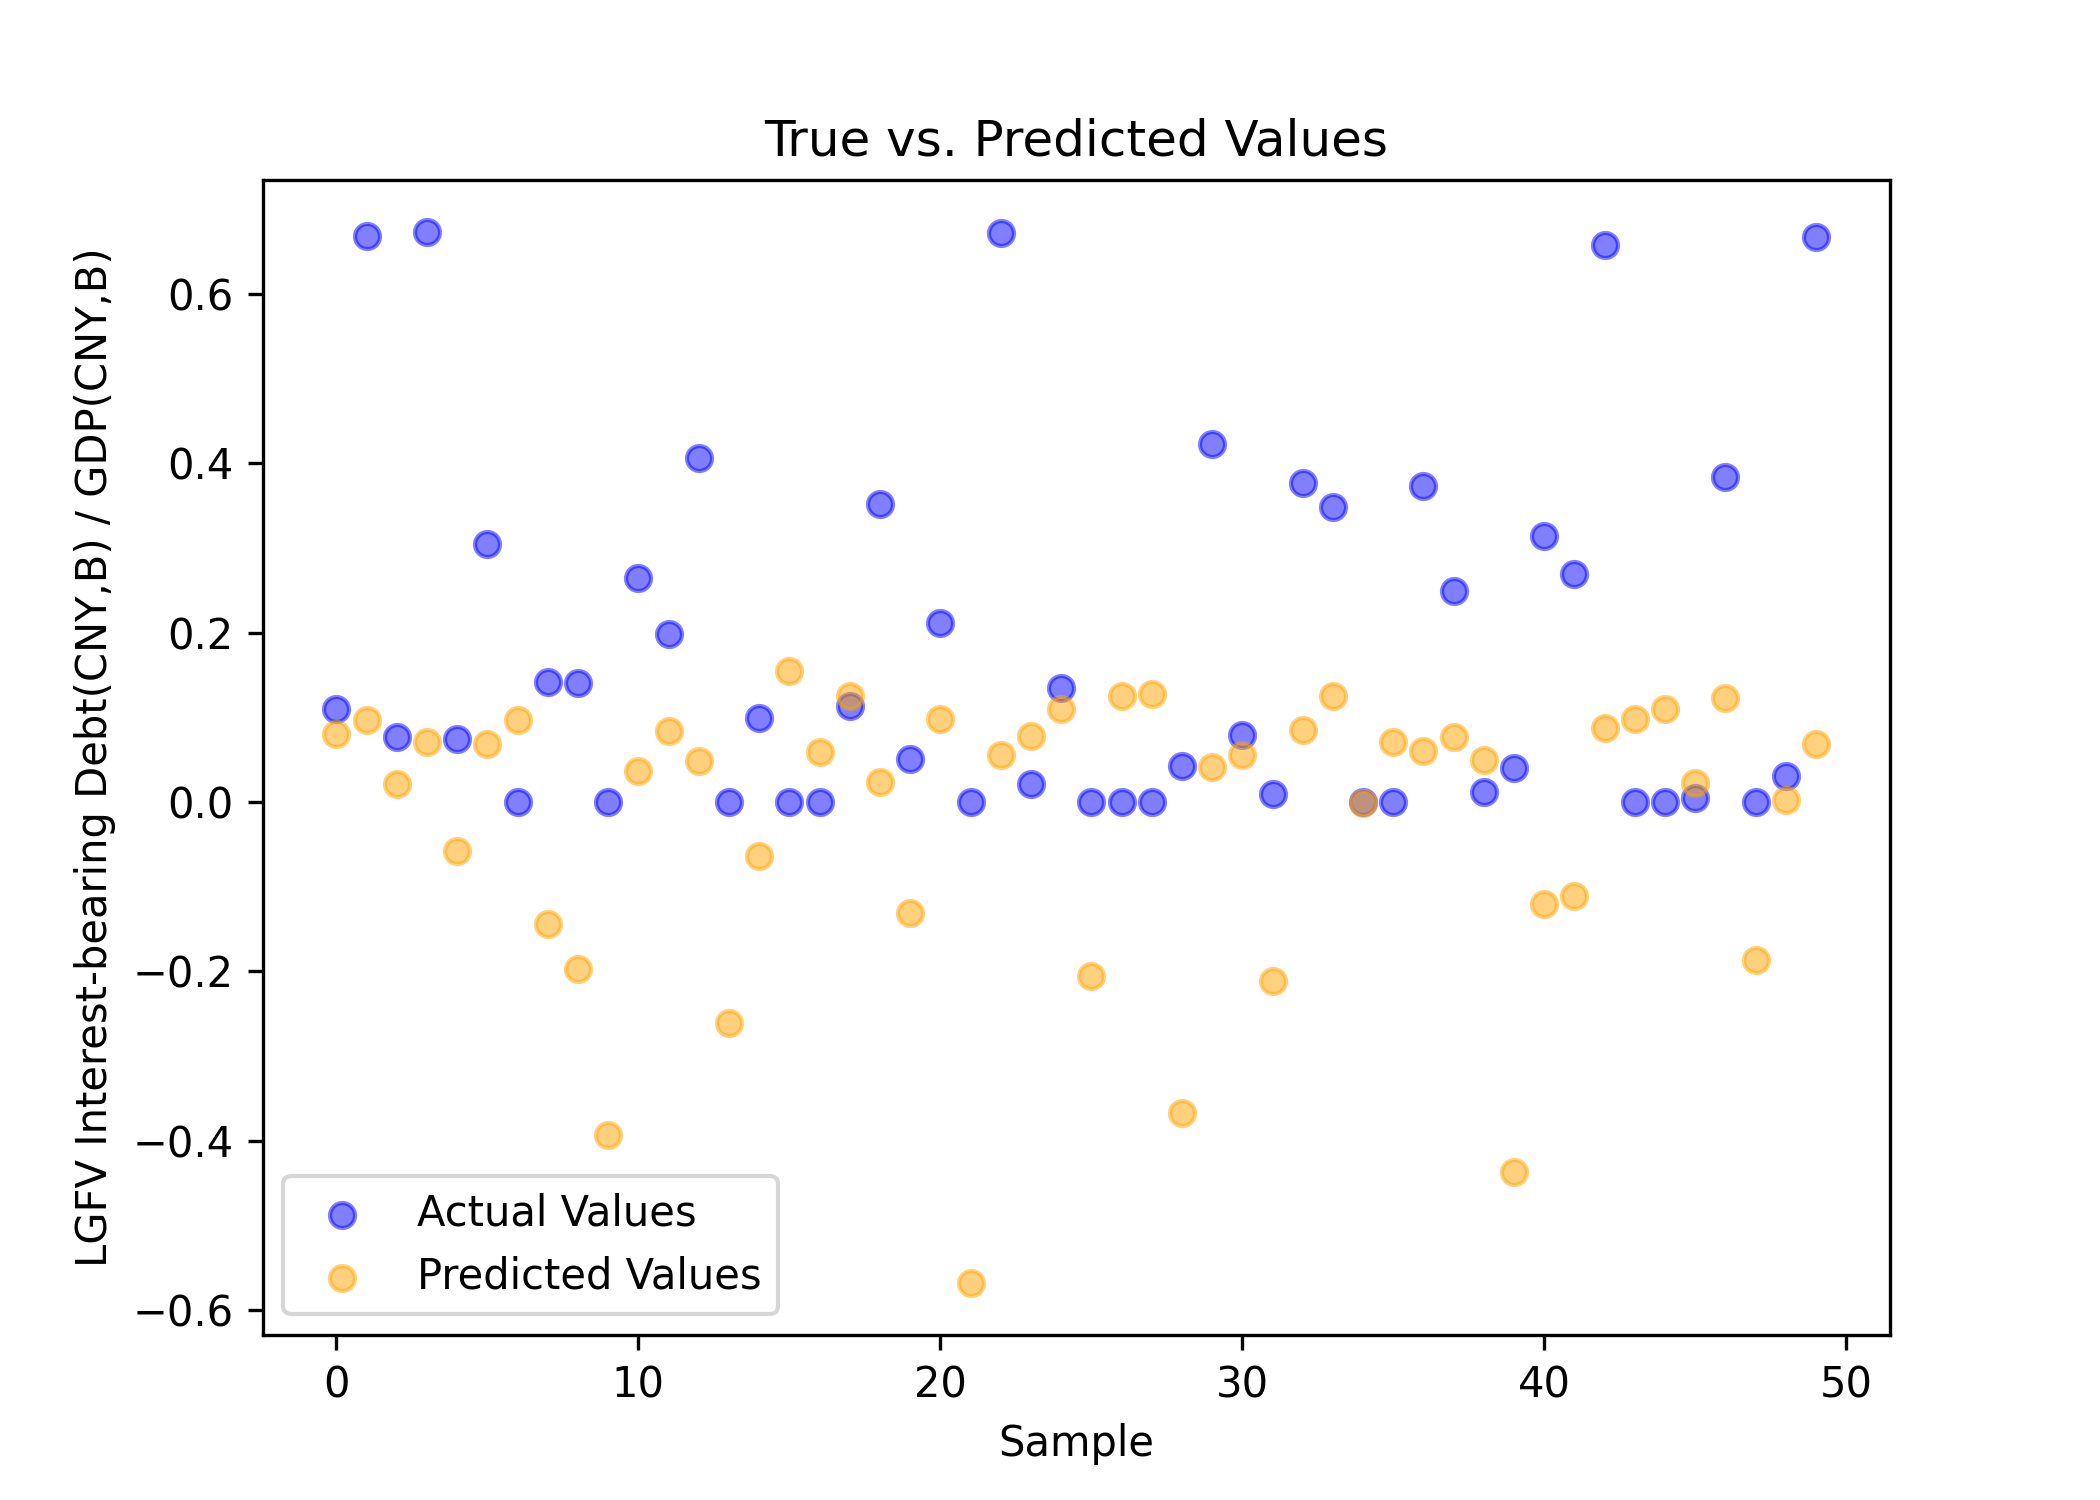 True vs. Predicted Values
LGFV Interest-bearing Debt(CNY,B) / GDP(CNY,B)
0.6
0.4
0.2
0.0
−0.2
−0.4
−0.6
Actual Values
Predicted Values
0 10 20 30 40 50
Sample